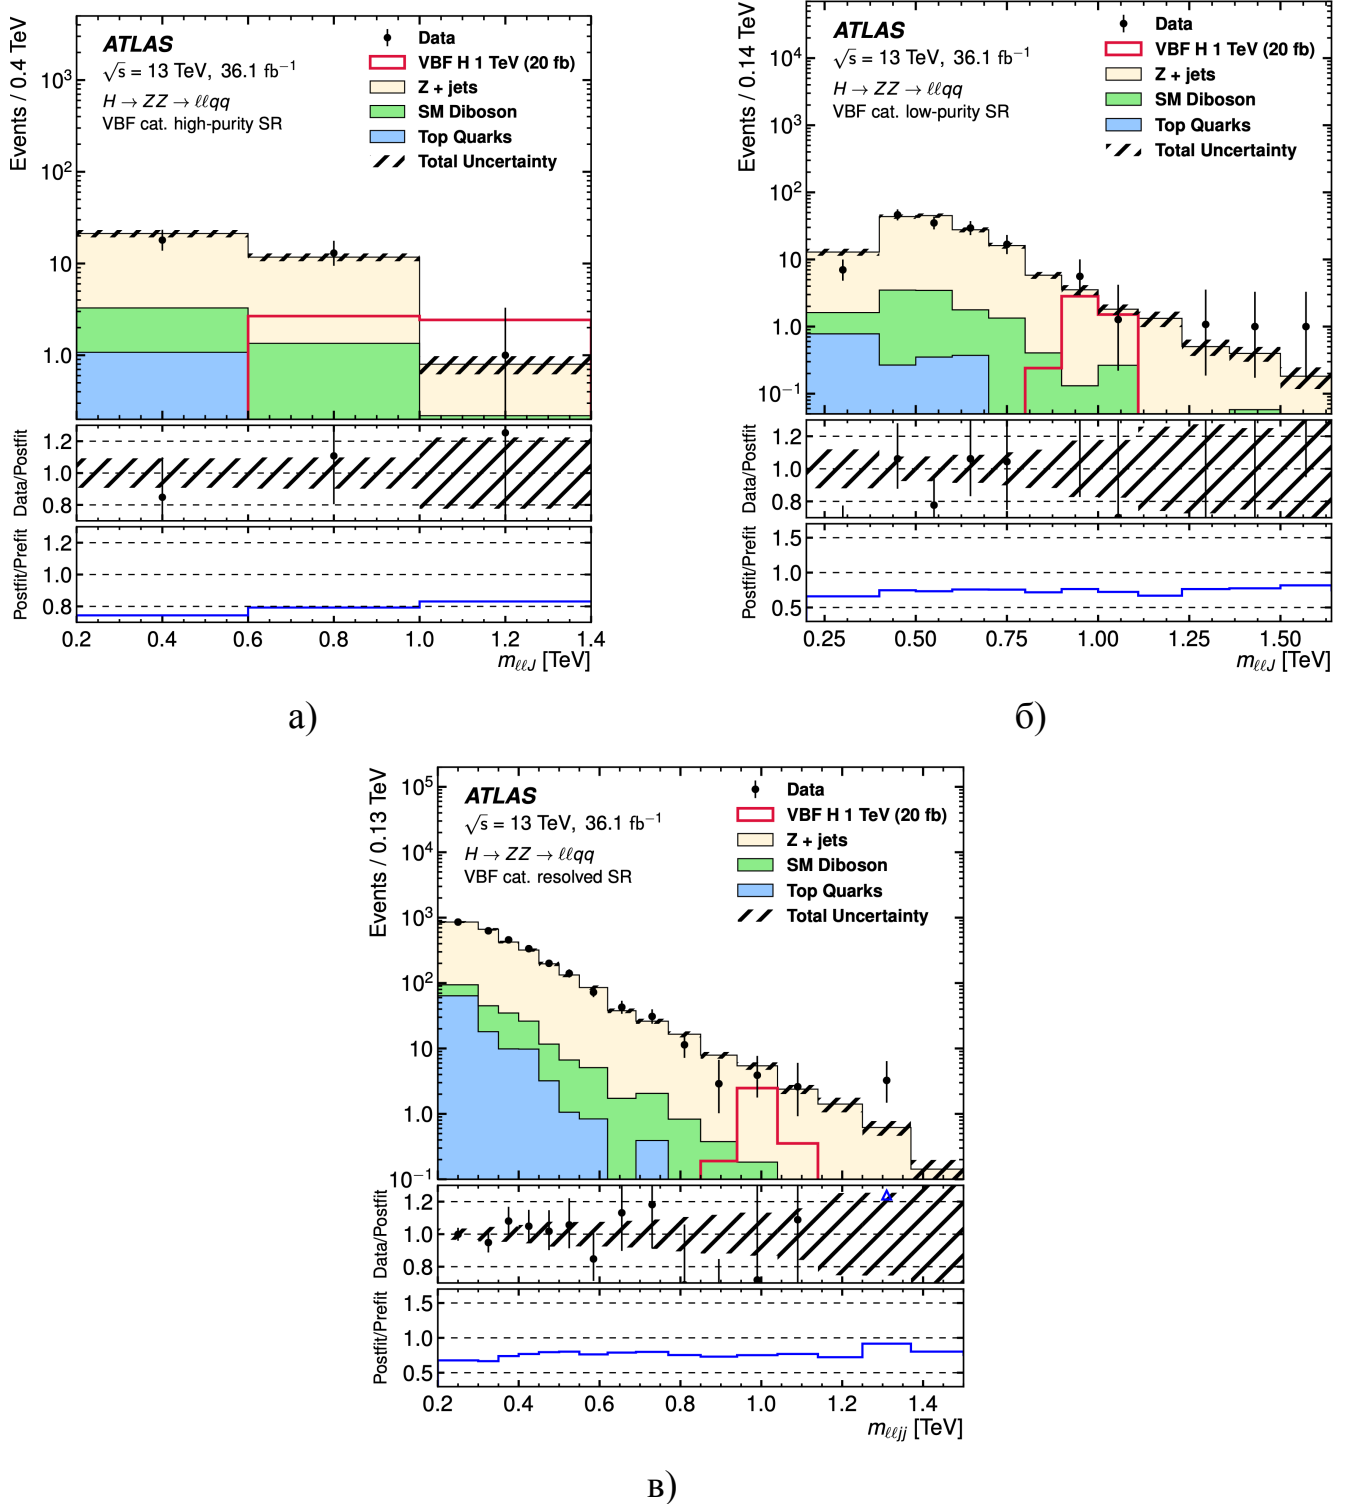 Events / 0.4 TeV
ATLAS
√s = 13 TeV, 36.1 fb⁻¹
H → ZZ → ℓℓqq
VBF cat. high-purity SR
Data
VBF H 1 TeV (20 fb)
Z + jets
SM Diboson
Top Quarks
Total Uncertainty
10³
10²
10
1.0
Data/Postfit
1.2
1.0
0.8
Postfit/Prefit
1.2
1.0
0.8
0.2 0.4 0.6 0.8 1.0 1.2 1.4
m_ℓℓJ [TeV]
а)
Events / 0.14 TeV
ATLAS
√s = 13 TeV, 36.1 fb⁻¹
H → ZZ → ℓℓqq
VBF cat. low-purity SR
Data
VBF H 1 TeV (20 fb)
Z + jets
SM Diboson
Top Quarks
Total Uncertainty
10⁴
10³
10²
10
1.0
10⁻¹
Data/Postfit
1.2
1.0
0.8
Postfit/Prefit
1.5
1.0
0.5
0.25 0.50 0.75 1.00 1.25 1.50
m_ℓℓJ [TeV]
б)
Events / 0.13 TeV
ATLAS
√s = 13 TeV, 36.1 fb⁻¹
H → ZZ → ℓℓqq
VBF cat. resolved SR
Data
VBF H 1 TeV (20 fb)
Z + jets
SM Diboson
Top Quarks
Total Uncertainty
10⁵
10⁴
10³
10²
10
1.0
10⁻¹
Data/Postfit
1.2
1.0
0.8
Postfit/Prefit
1.5
1.0
0.5
0.2 0.4 0.6 0.8 1.0 1.2 1.4
m_ℓℓjj [TeV]
в)